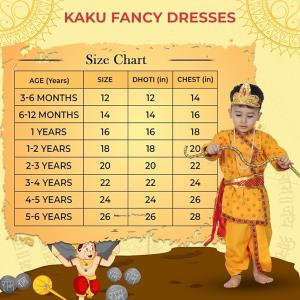 KAKU FANCY DRESSES
Size Chart
AGE (Years) SIZE DHOTI (in) CHEST (in)
3-6 MONTHS 12 12 14
6-12 MONTHS 14 14 16
1 YEARS 16 16 18
1-2 YEARS 18 18 20
2-3 YEARS 20 20 22
3-4 YEARS 22 22 24
4-5 YEARS 24 24 26
5-6 YEARS 26 26 28